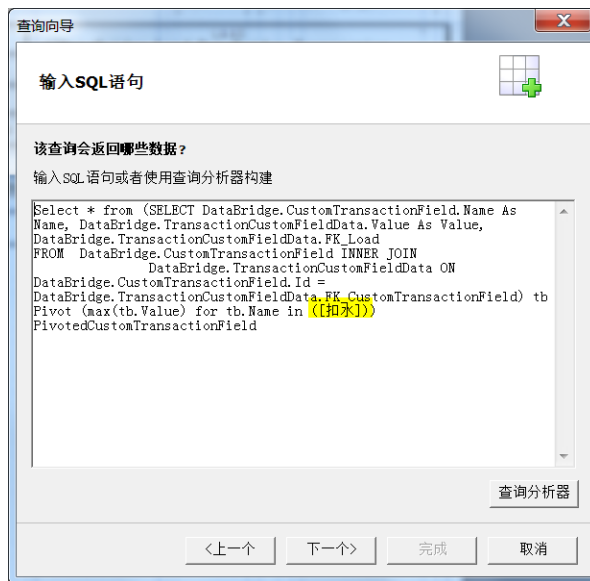 查询向导
输入SQL语句
该查询会返回哪些数据?
输入SQL语句或者使用查询分析器构建
Select * from (SELECT DataBridge.CustomTransactionField.Name As
Name, DataBridge.TransactionCustomFieldData.Value As Value,
DataBridge.TransactionCustomFieldData.FK_Load
FROM  DataBridge.CustomTransactionField INNER JOIN
DataBridge.TransactionCustomFieldData ON
DataBridge.CustomTransactionField.Id =
DataBridge.TransactionCustomFieldData.FK_CustomTransactionField) tb
Pivot (max(tb.Value) for tb.Name in ([扣水]))
PivotedCustomTransactionField
查询分析器
<上一个
下一个>
完成
取消